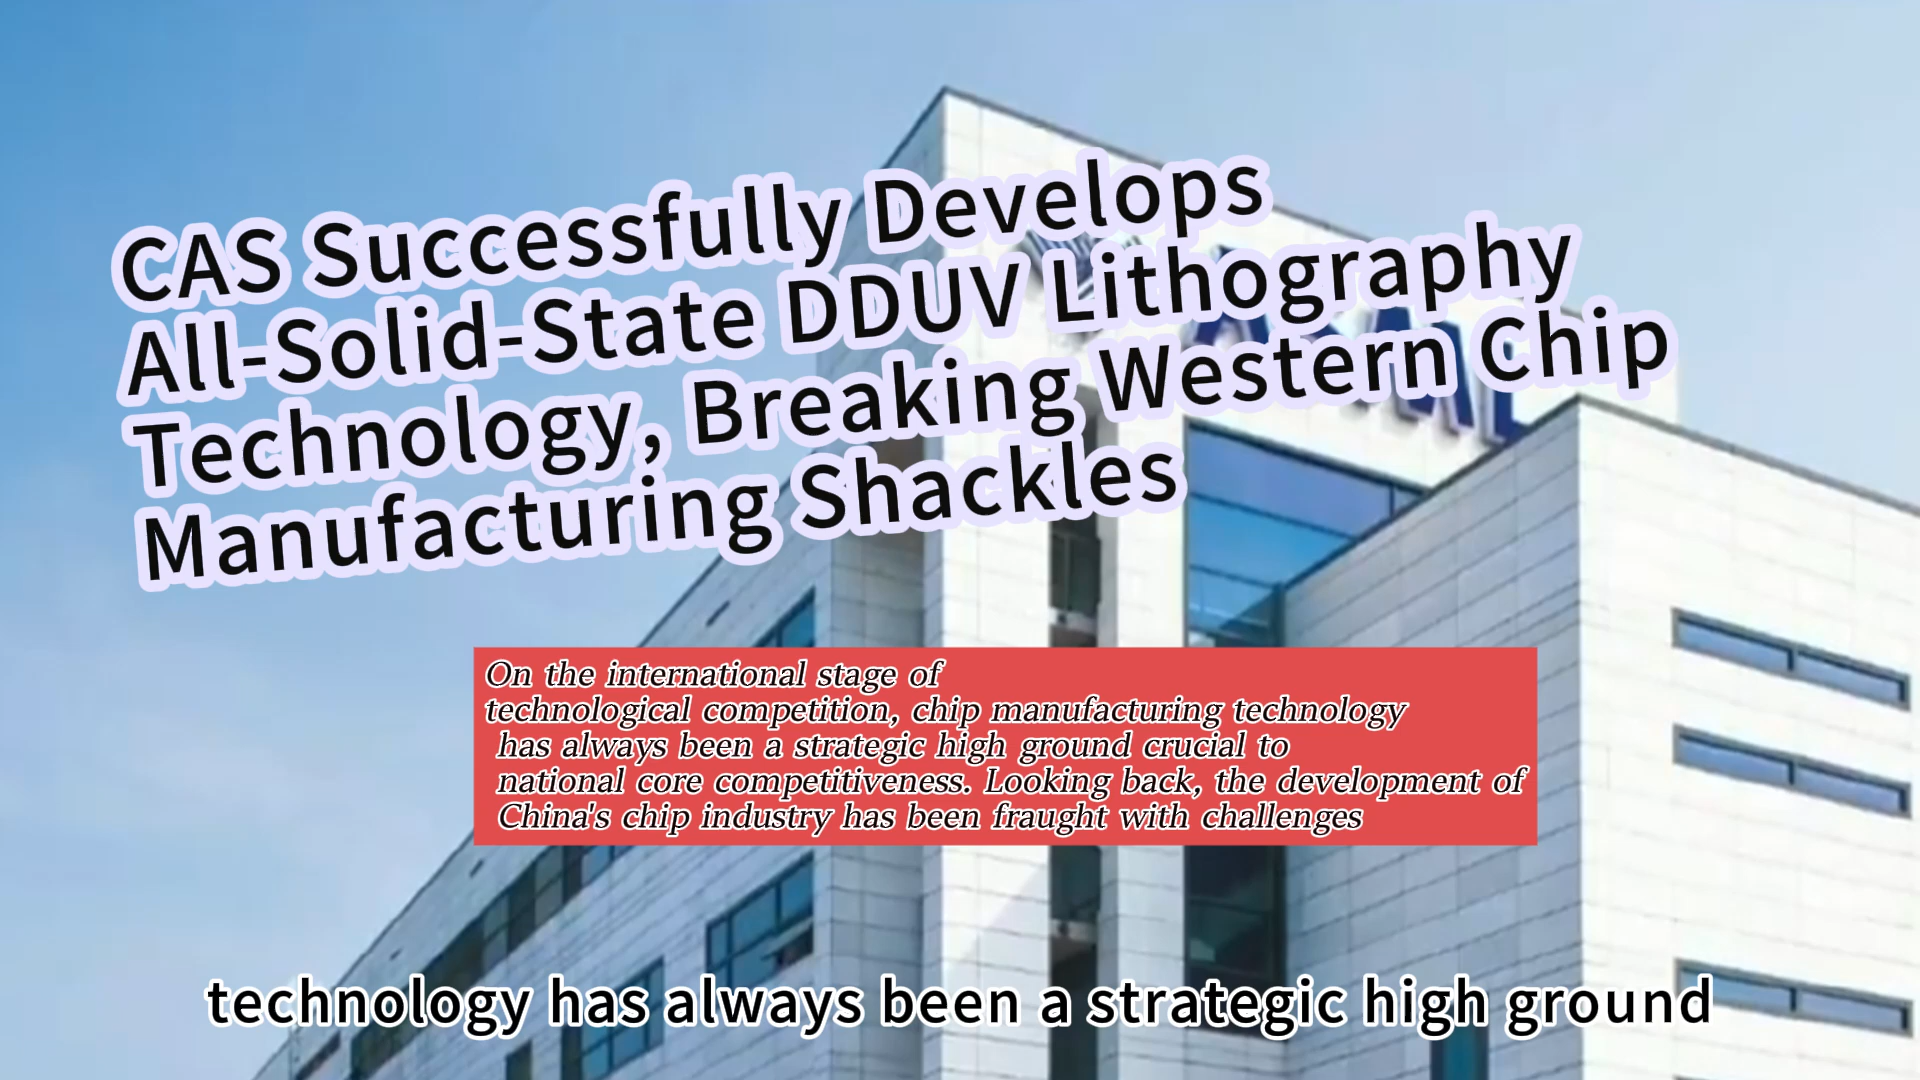 CAS Successfully Develops
All-Solid-State DDUV Lithography
Technology, Breaking Western Chip
Manufacturing Shackles
On the international stage of
technological competition, chip manufacturing technology
has always been a strategic high ground crucial to
national core competitiveness. Looking back, the development of
China's chip industry has been fraught with challenges
technology has always been a strategic high ground